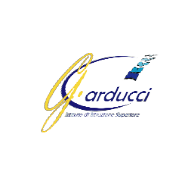 G. Carducci
Istituto di Istruzione Superiore